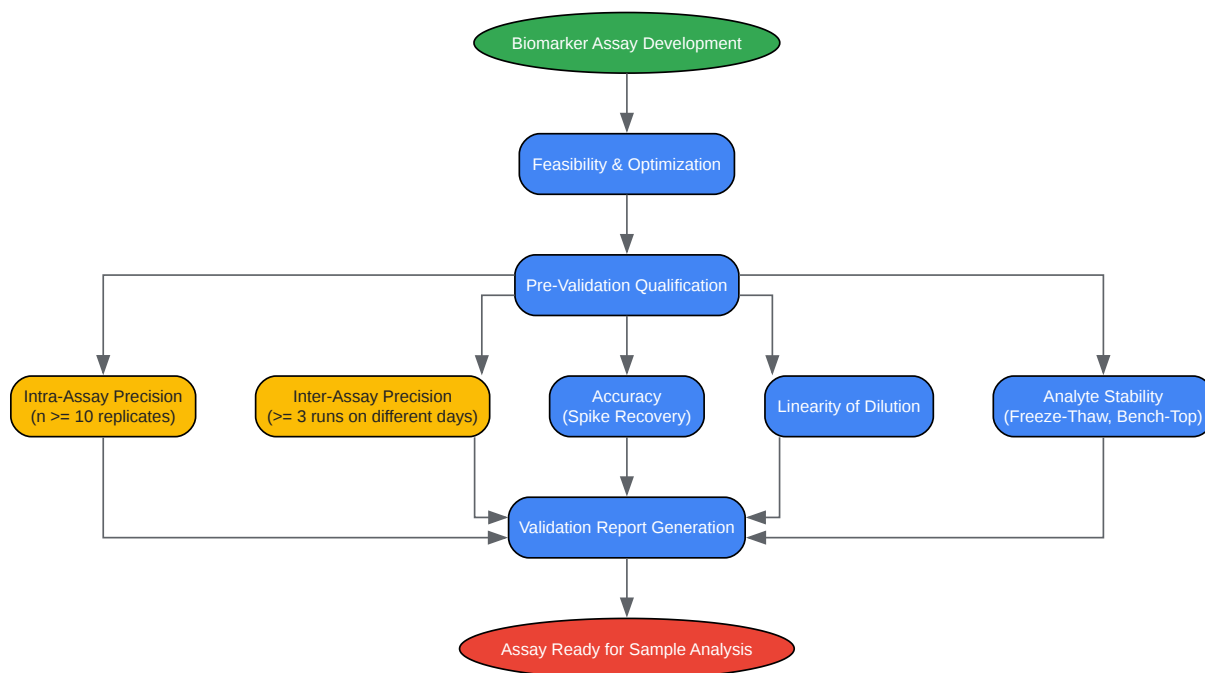 Biomarker Assay Development
Feasibility & Optimization
Pre-Validation Qualification
Intra-Assay Precision
(n >= 10 replicates)
Inter-Assay Precision
(>= 3 runs on different days)
Accuracy
(Spike Recovery)
Linearity of Dilution
Analyte Stability
(Freeze-Thaw, Bench-Top)
Validation Report Generation
Assay Ready for Sample Analysis